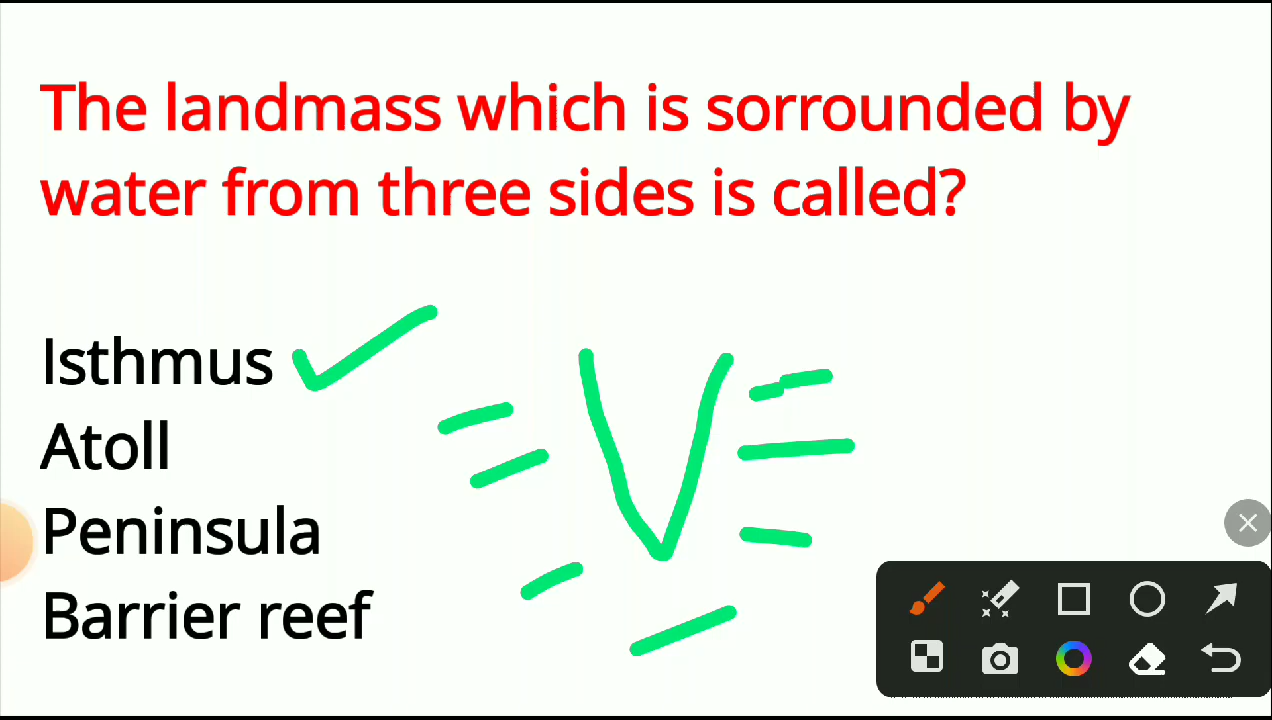 The landmass which is sorrounded by
water from three sides is called?
Isthmus
Atoll
Peninsula
Barrier reef